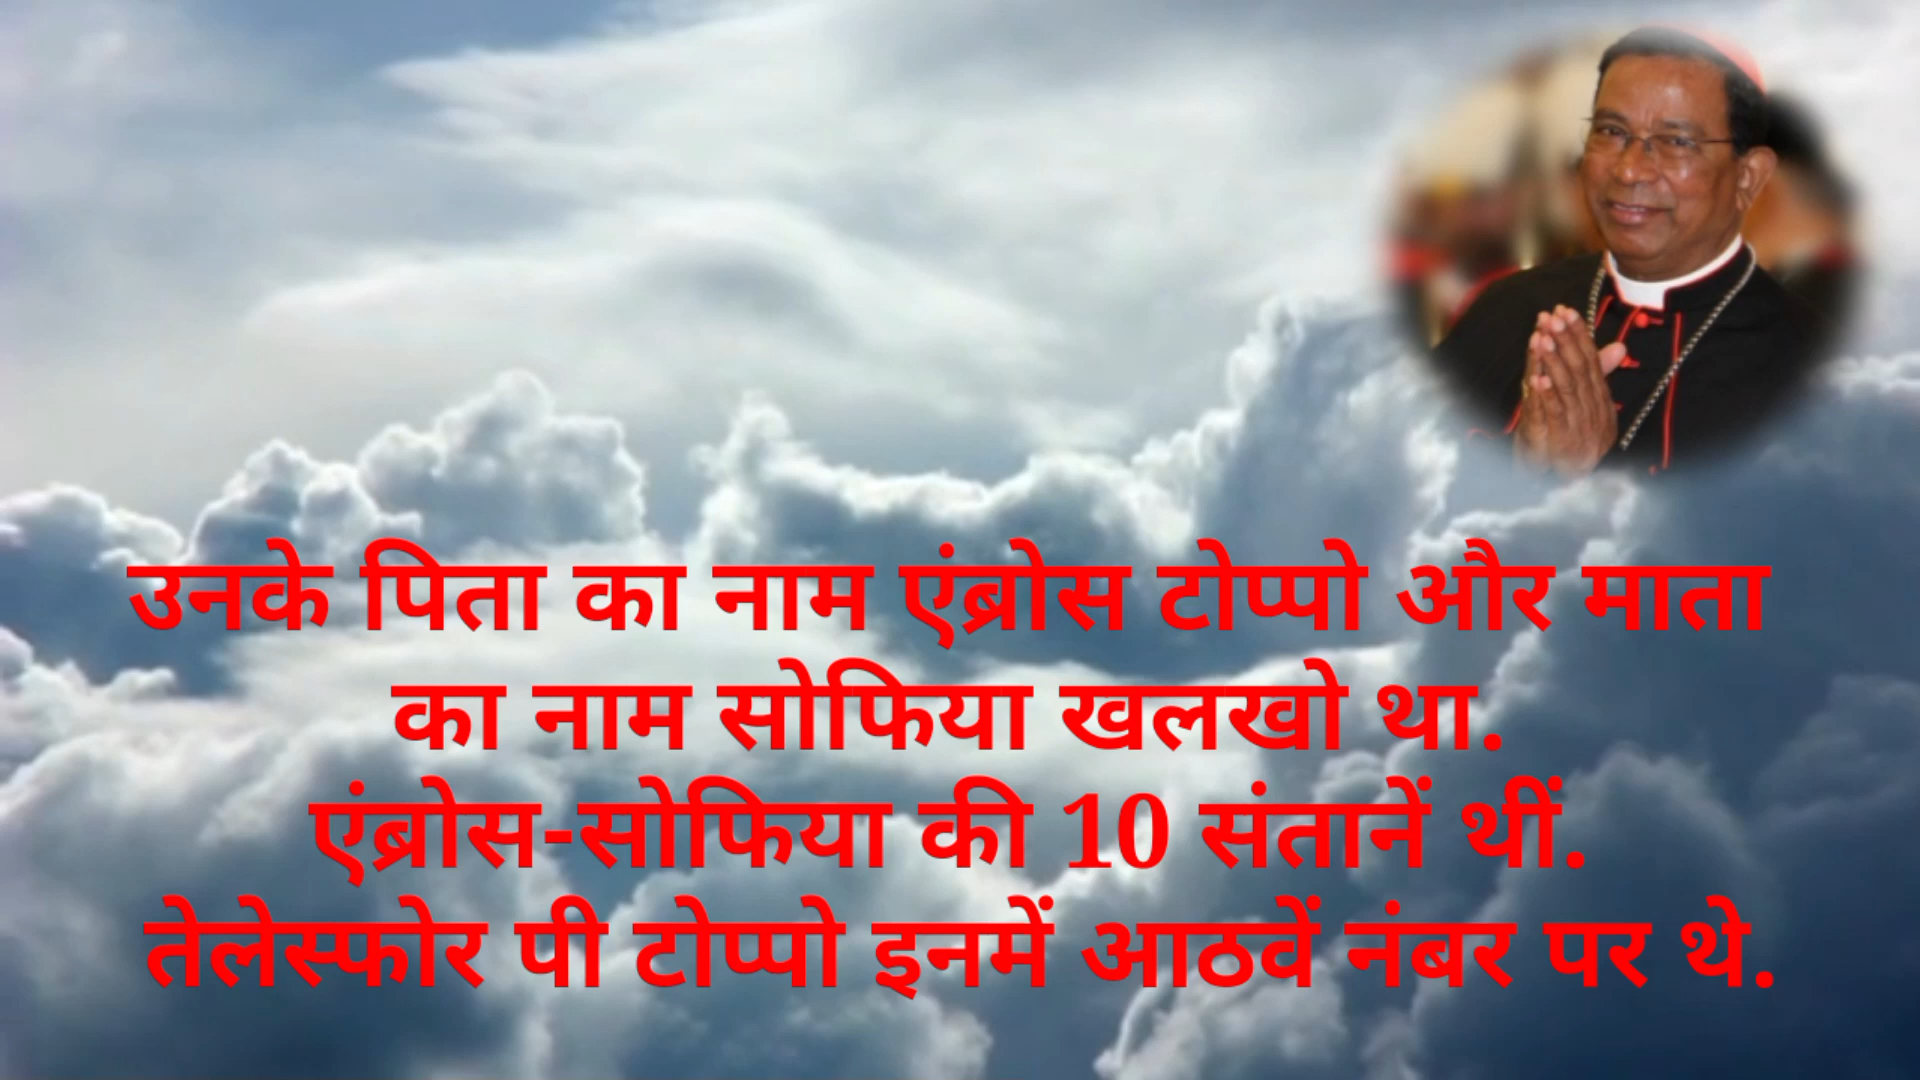 उनके पिता का नाम एंब्रोस टोप्पो और माता
का नाम सोफिया खलखो था.
एंब्रोस-सोफिया की 10 संतानें थीं.
तेलेस्फोर पी टोप्पो इनमें आठवें नंबर पर थे.